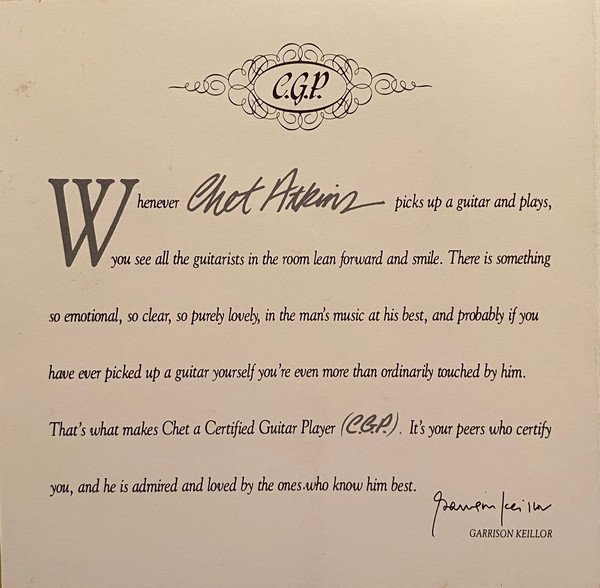 C.G.P.
Whenever Chet Atkins picks up a guitar and plays,
you see all the guitarists in the room lean forward and smile. There is something
so emotional, so clear, so purely lovely, in the man's music at his best, and probably if you
have ever picked up a guitar yourself you're even more than ordinarily touched by him.
That's what makes Chet a Certified Guitar Player (C.G.P.). It's your peers who certify
you, and he is admired and loved by the ones who know him best.
Garrison Keillor
GARRISON KEILLOR